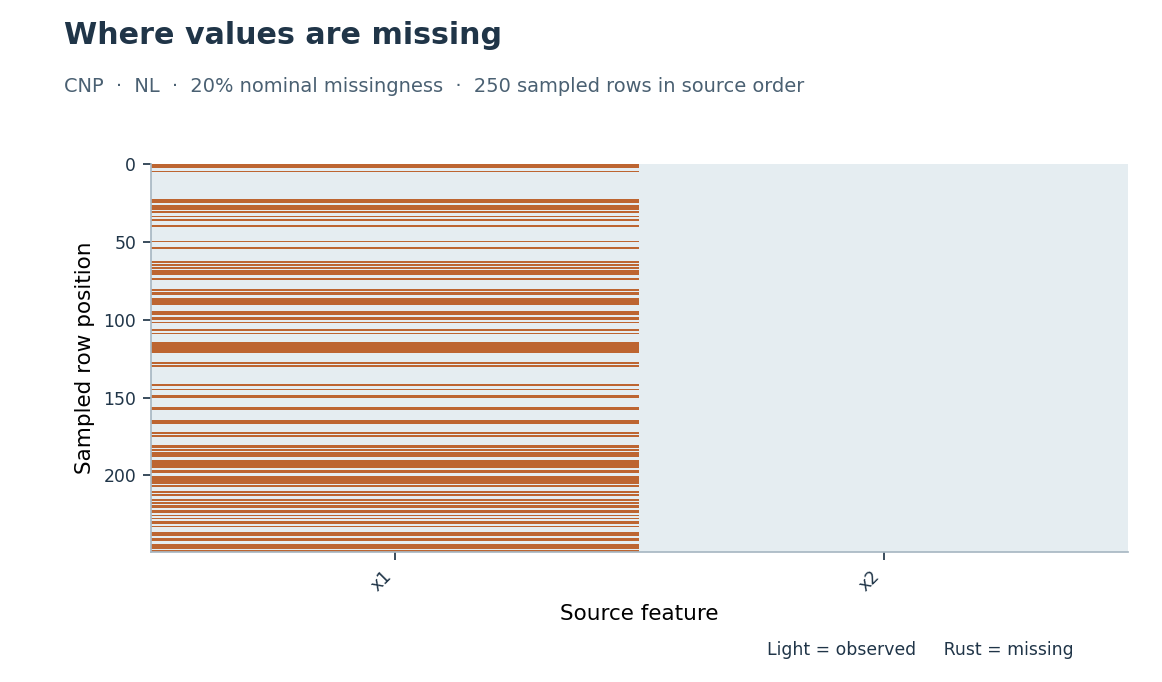 Where values are missing
CNP · NL · 20% nominal missingness · 250 sampled rows in source order
0
50
100
150
200
Sampled row position
x1
x2
Source feature
Light = observed Rust = missing